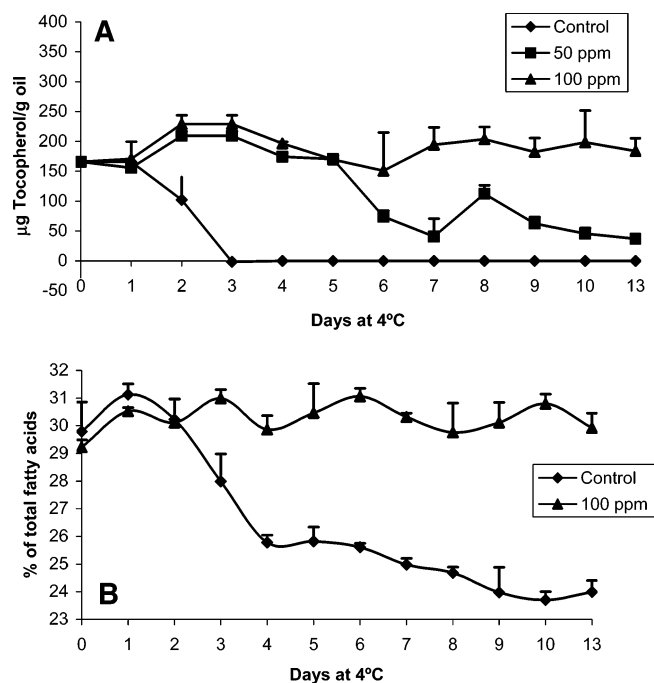 A
Control
50 ppm
100 ppm
µg Tocopherol/g oil
400
350
300
250
200
150
100
50
0
-50
0 1 2 3 4 5 6 7 8 9 10 13
Days at 4ºC
B
Control
100 ppm
% of total fatty acids
32
31
30
29
28
27
26
25
24
23
0 1 2 3 4 5 6 7 8 9 10 13
Days at 4ºC